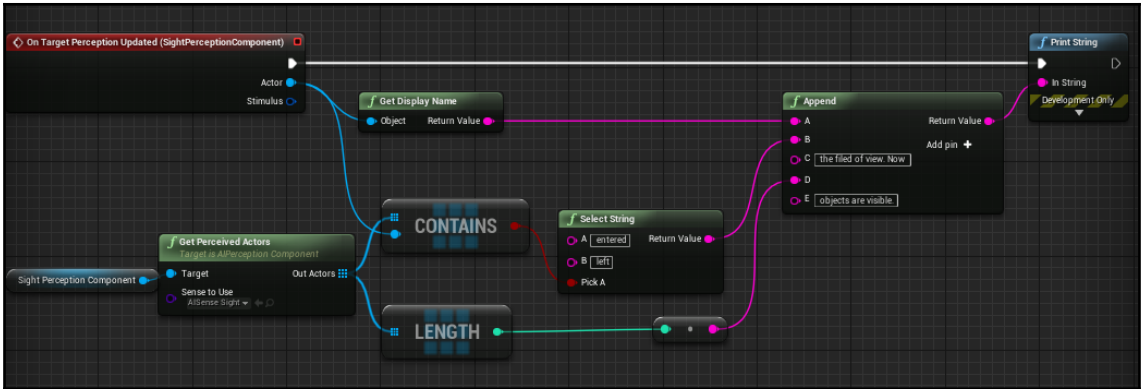 On Target Perception Updated (SightPerceptionComponent)
Actor
Stimulus
f Get Display Name
Object Return Value
f Append
A Return Value
B Add pin
C the filed of view. Now
D
E objects are visible.
f Print String
In String
Development Only
CONTAINS
f Select String
A entered Return Value
B left
Pick A
f Get Perceived Actors
Target is AIPerception Component
Target Out Actors
Sense to Use
AISense Sight
Sight Perception Component
LENGTH